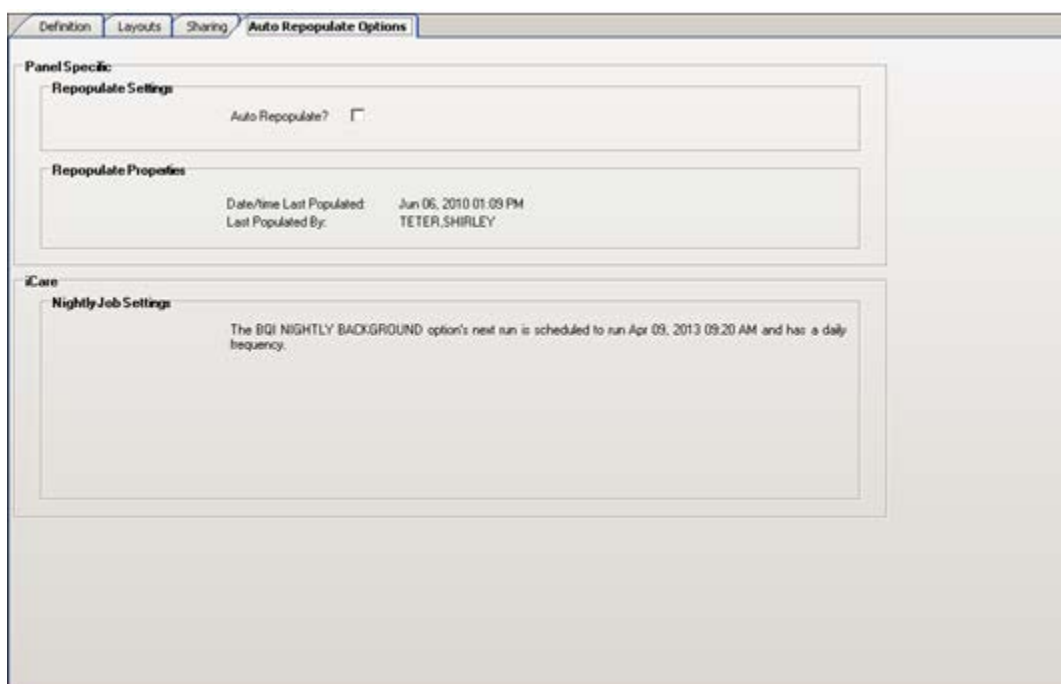 Definition Layouts Sharing Auto Repopulate Options
Panel Specific
Repopulate Settings
Auto Repopulate?
Repopulate Properties
Date/time Last Populated: Jun 06, 2010 01:09 PM
Last Populated By: TETER,SHIRLEY
iCare
Nightly Job Settings
The BQI NIGHTLY BACKGROUND option's next run is scheduled to run Apr 09, 2013 09:20 AM and has a daily
frequency.